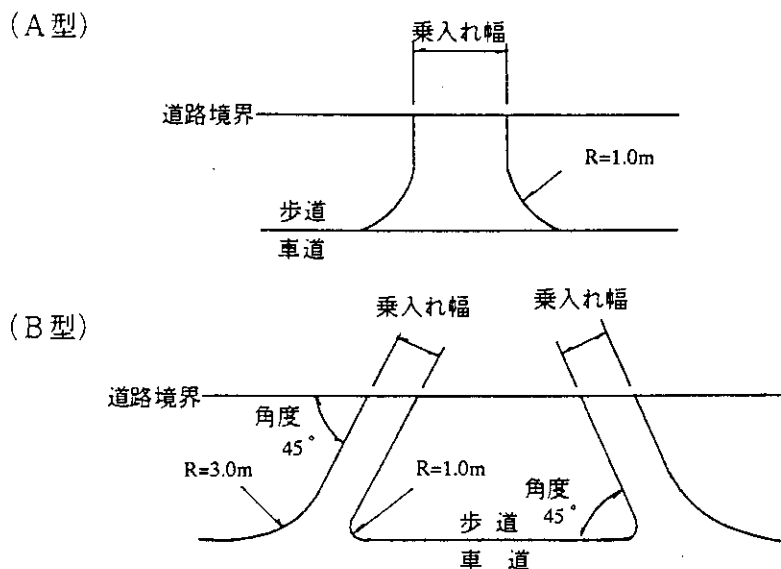 (A型)
乗入れ幅
道路境界
R=1.0m
歩道
車道
(B型)
乗入れ幅
乗入れ幅
道路境界
角度
45°
R=3.0m
R=1.0m
角度
45°
歩道
車道